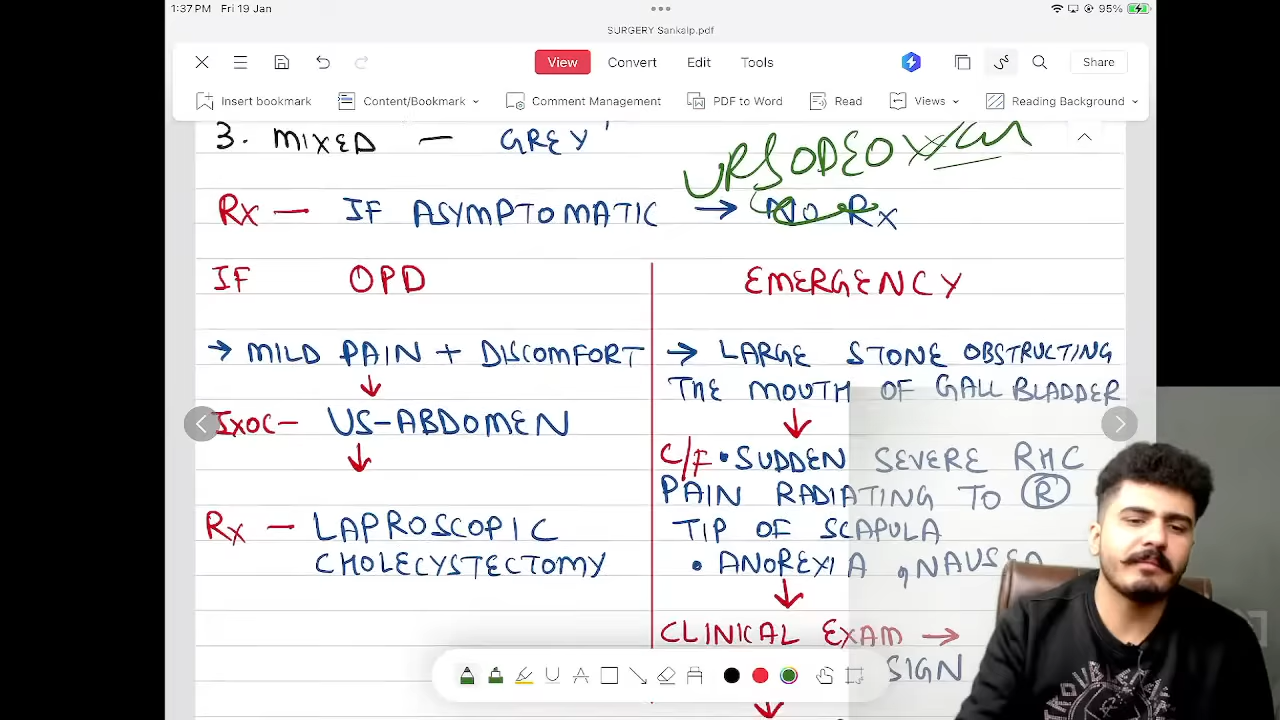 1:37 PM Fri 19 Jan
95%
SURGERY Sankalp.pdf
View Convert Edit Tools Share
Insert bookmark Content/Bookmark Comment Management PDF to Word Read Views Reading Background
3. MIXED — GREY
Rx — IF ASYMPTOMATIC → No Rx
IF OPD
→ MILD PAIN + DISCOMFORT
↓
IxOC — US-ABDOMEN
↓
Rx — LAPROSCOPIC
CHOLECYSTECTOMY
EMERGENCY
→ LARGE STONE OBSTRUCTING
THE MOUTH OF GALL BLADDER
↓
C/F • SUDDEN SEVERE RHC
PAIN RADIATING TO R
TIP OF SCAPULA
• ANOREXIA, NAUSEA
↓
CLINICAL EXAM →
SIGN
↓